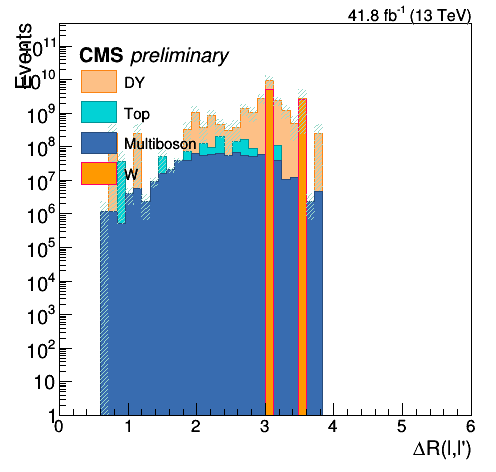 41.8 fb⁻¹ (13 TeV)
Events
CMS preliminary
DY
Top
Multiboson
W
10¹¹
10¹⁰
10⁹
10⁸
10⁷
10⁶
10⁵
10⁴
10³
10²
10
1
0 1 2 3 4 5 6
ΔR(l,l')